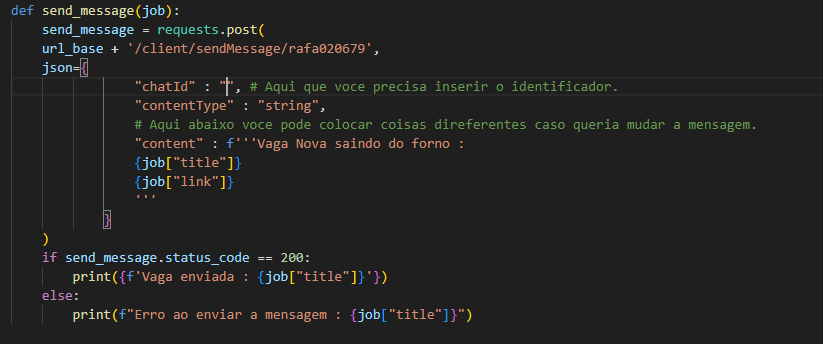 def send_message(job):
send_message = requests.post(
url_base + '/client/sendMessage/rafa020679',
json={
"chatId" : "", # Aqui que voce precisa inserir o identificador.
"contentType" : "string",
# Aqui abaixo voce pode colocar coisas direferentes caso queria mudar a mensagem.
"content" : f'''Vaga Nova saindo do forno :
{job["title"]}
{job["link"]}
'''
}
)
if send_message.status_code == 200:
print({f'Vaga enviada : {job["title"]}'})
else:
print(f"Erro ao enviar a mensagem : {job["title"]}")